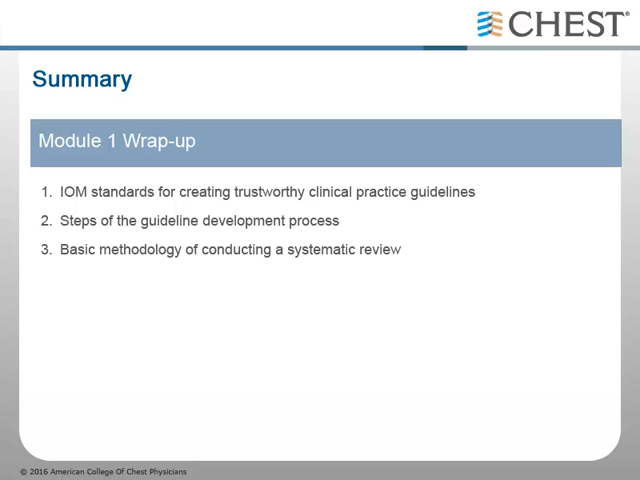 CHEST®
Summary
Module 1 Wrap-up
1. IOM standards for creating trustworthy clinical practice guidelines
2. Steps of the guideline development process
3. Basic methodology of conducting a systematic review
© 2016 American College Of Chest Physicians